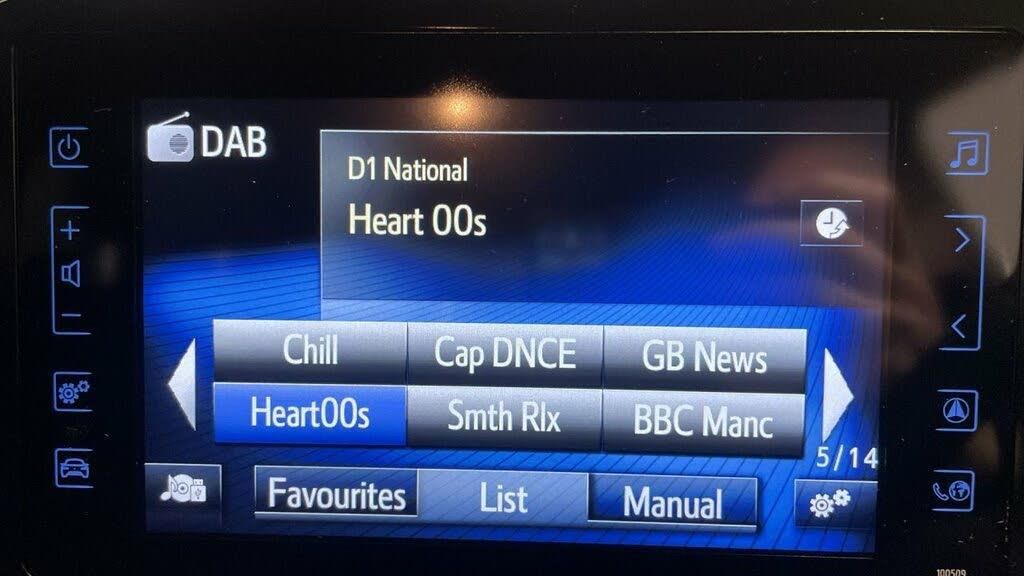 DAB
D1 National
Heart 00s
Chill Cap DNCE GB News
Heart00s Smth Rlx BBC Manc
5/14
Favourites List Manual
100509